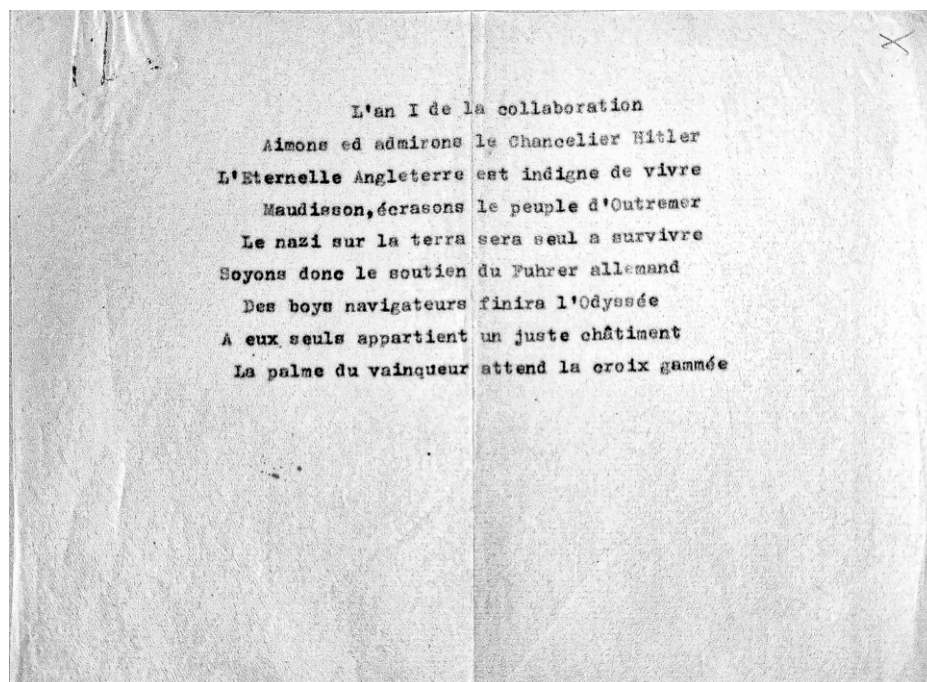 L'an I de la collaboration
Aimons ed admirons le Chancelier Hitler
L'Eternelle Angleterre est indigne de vivre
Maudisson,écrasons le peuple d'Outremer
Le nazi sur la terra sera seul a survivre
Soyons donc le soutien du Fuhrer allemand
Des boys navigateurs finira l'Odyssée
A eux seuls appartient un juste châtiment
La palme du vainqueur attend la croix gammée